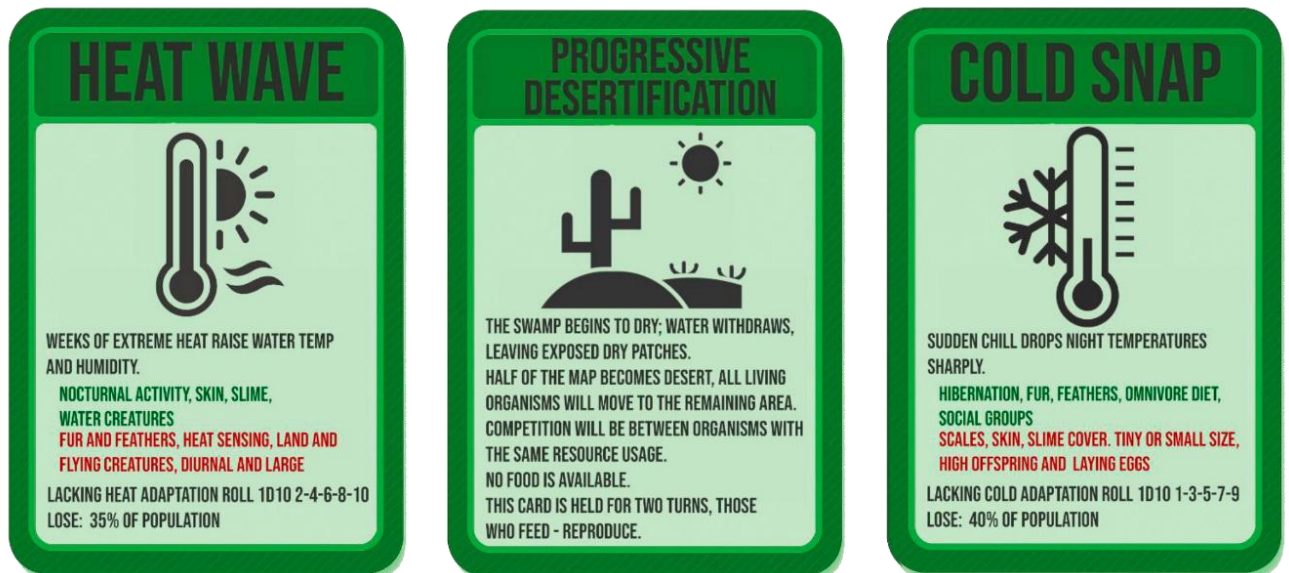 HEAT WAVE
WEEKS OF EXTREME HEAT RAISE WATER TEMP
AND HUMIDITY.
NOCTURNAL ACTIVITY, SKIN, SLIME,
WATER CREATURES
FUR AND FEATHERS, HEAT SENSING, LAND AND
FLYING CREATURES, DIURNAL AND LARGE
LACKING HEAT ADAPTATION ROLL 1D10 2-4-6-8-10
LOSE: 35% OF POPULATION
PROGRESSIVE
DESERTIFICATION
THE SWAMP BEGINS TO DRY; WATER WITHDRAWS,
LEAVING EXPOSED DRY PATCHES.
HALF OF THE MAP BECOMES DESERT, ALL LIVING
ORGANISMS WILL MOVE TO THE REMAINING AREA.
COMPETITION WILL BE BETWEEN ORGANISMS WITH
THE SAME RESOURCE USAGE.
NO FOOD IS AVAILABLE.
THIS CARD IS HELD FOR TWO TURNS, THOSE
WHO FEED - REPRODUCE.
COLD SNAP
SUDDEN CHILL DROPS NIGHT TEMPERATURES
SHARPLY.
HIBERNATION, FUR, FEATHERS, OMNIVORE DIET,
SOCIAL GROUPS
SCALES, SKIN, SLIME COVER. TINY OR SMALL SIZE,
HIGH OFFSPRING AND LAYING EGGS
LACKING COLD ADAPTATION ROLL 1D10 1-3-5-7-9
LOSE: 40% OF POPULATION